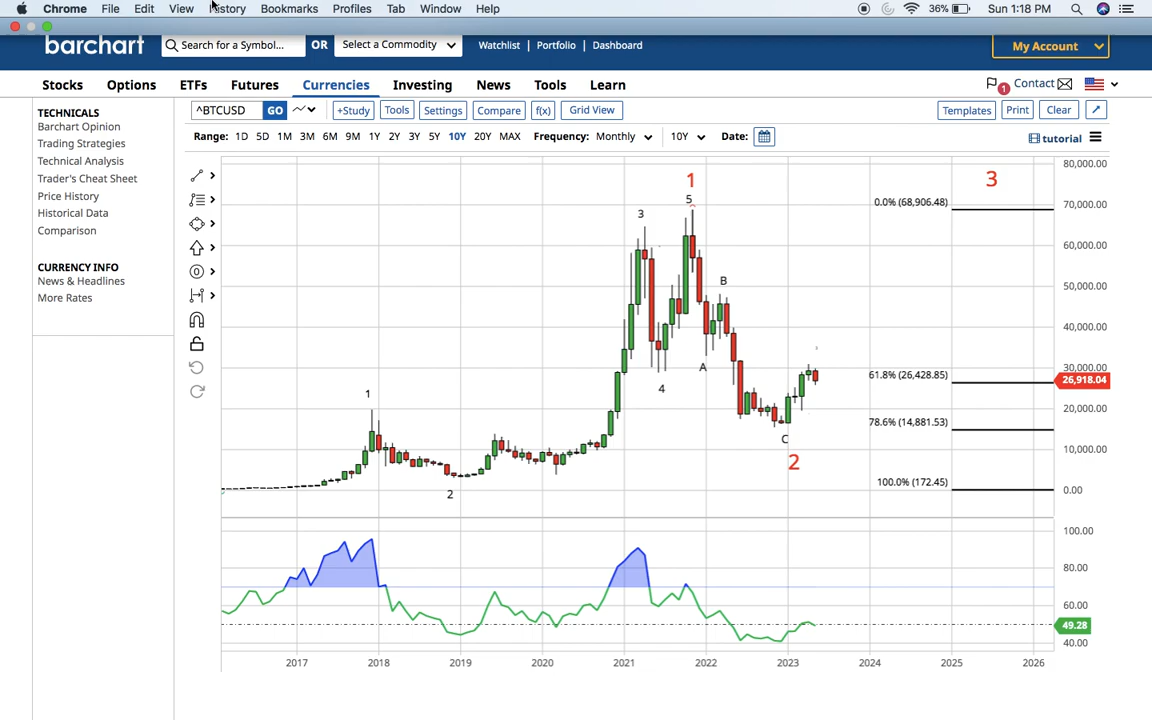 Chrome File Edit View History Bookmarks Profiles Tab Window Help 36% Sun 1:18 PM
barchart Search for a Symbol... OR Select a Commodity Watchlist | Portfolio | Dashboard My Account
Stocks Options ETFs Futures Currencies Investing News Tools Learn 1 Contact
TECHNICALS
Barchart Opinion
Trading Strategies
Technical Analysis
Trader's Cheat Sheet
Price History
Historical Data
Comparison
CURRENCY INFO
News & Headlines
More Rates
^BTCUSD GO +Study Tools Settings Compare f(x) Grid View Templates Print Clear
Range: 1D 5D 1M 3M 6M 9M 1Y 2Y 3Y 5Y 10Y 20Y MAX Frequency: Monthly 10Y Date: tutorial
80,000.00
1 3
0.0% (68,906.48) 70,000.00
5
3
60,000.00
B 50,000.00
40,000.00
A 30,000.00
61.8% (26,428.85) 26,918.04
4
1
20,000.00
78.6% (14,881.53)
C 10,000.00
2
100.0% (172.45) 0.00
2
100.00
80.00
60.00
49.28
40.00
2017 2018 2019 2020 2021 2022 2023 2024 2025 2026